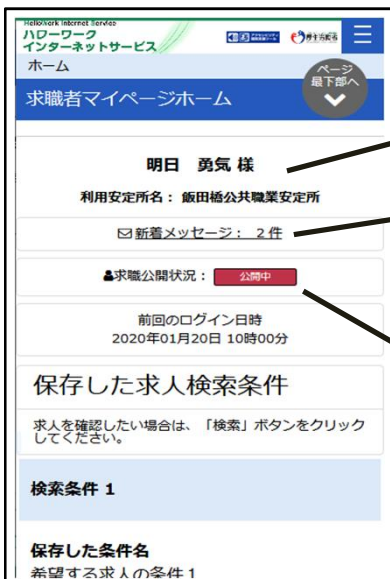 HelloWork Internet Service
ハローワーク
インターネットサービス
ホーム
ページ
最下部へ
求職者マイページホーム
明日　勇気 様
利用安定所名： 飯田橋公共職業安定所
新着メッセージ： 2件
求職公開状況： 公開中
前回のログイン日時
2020年01月20日 10時00分
保存した求人検索条件
求人を確認したい場合は、「検索」ボタンをクリック
してください。
検索条件 1
保存した条件名
希望する求人の条件１